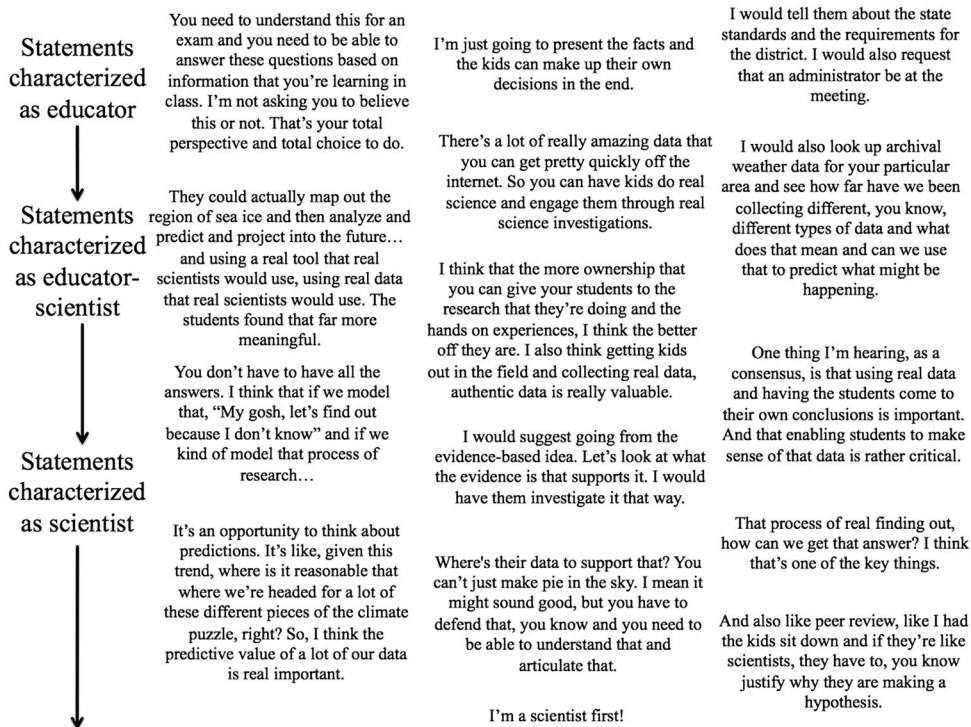 Statements
characterized
as educator
Statements
characterized
as educator-
scientist
Statements
characterized
as scientist
You need to understand this for an
exam and you need to be able to
answer these questions based on
information that you’re learning in
class. I’m not asking you to believe
this or not. That’s your total
perspective and total choice to do.
They could actually map out the
region of sea ice and then analyze and
predict and project into the future…
and using a real tool that real
scientists would use, using real data
that real scientists would use. The
students found that far more
meaningful.
You don’t have to have all the
answers. I think that if we model
that, “My gosh, let’s find out
because I don’t know” and if we
kind of model that process of
research…
It’s an opportunity to think about
predictions. It’s like, given this
trend, where is it reasonable that
where we’re headed for a lot of
these different pieces of the climate
puzzle, right? So, I think the
predictive value of a lot of our data
is real important.
I’m just going to present the facts and
the kids can make up their own
decisions in the end.
There’s a lot of really amazing data that
you can get pretty quickly off the
internet. So you can have kids do real
science and engage them through real
science investigations.
I think that the more ownership that
you can give your students to the
research that they’re doing and the
hands on experiences, I think the better
off they are. I also think getting kids
out in the field and collecting real data,
authentic data is really valuable.
I would suggest going from the
evidence-based idea. Let’s look at what
the evidence is that supports it. I would
have them investigate it that way.
Where's their data to support that? You
can’t just make pie in the sky. I mean it
might sound good, but you have to
defend that, you know and you need to
be able to understand that and
articulate that.
I’m a scientist first!
I would tell them about the state
standards and the requirements for
the district. I would also request
that an administrator be at the
meeting.
I would also look up archival
weather data for your particular
area and see how far have we been
collecting different, you know,
different types of data and what
does that mean and can we use
that to predict what might be
happening.
One thing I’m hearing, as a
consensus, is that using real data
and having the students come to
their own conclusions is important.
And that enabling students to make
sense of that data is rather critical.
That process of real finding out,
how can we get that answer? I think
that’s one of the key things.
And also like peer review, like I had
the kids sit down and if they’re like
scientists, they have to, you know
justify why they are making a
hypothesis.